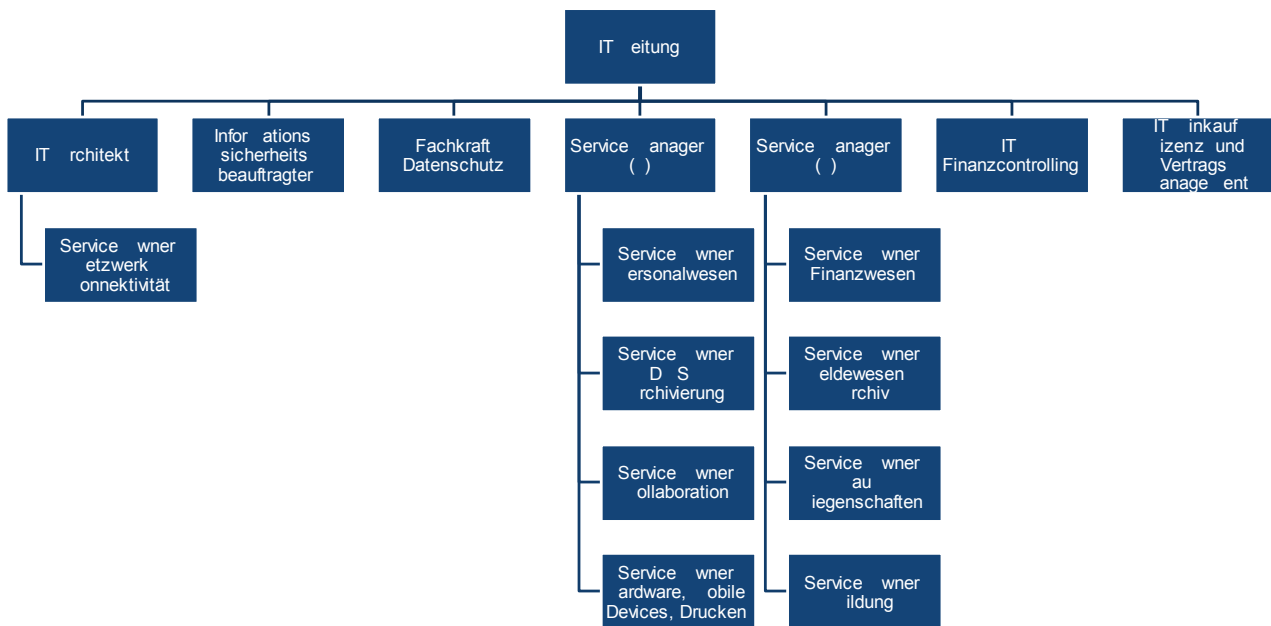 IT eitung
IT rchitekt
Infor ations
sicherheits
beauftragter
Fachkraft
Datenschutz
Service anager
( )
Service anager
( )
IT
Finanzcontrolling
IT inkauf
izenz und
Vertrags
anage ent
Service wner
etzwerk
onnektivität
Service wner
ersonalwesen
Service wner
Finanzwesen
Service wner
D S
rchivierung
Service wner
eldewesen
rchiv
Service wner
ollaboration
Service wner
au
iegenschaften
Service wner
ardware, obile
Devices, Drucken
Service wner
ildung